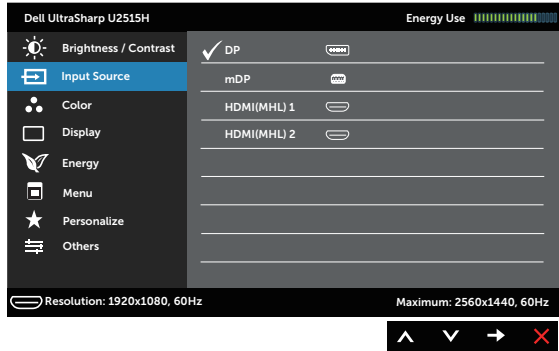 Dell UltraSharp U2515H Energy Use
Brightness / Contrast
Input Source
Color
Display
Energy
Menu
Personalize
Others
DP
mDP
HDMI(MHL) 1
HDMI(MHL) 2
Resolution: 1920x1080, 60Hz Maximum: 2560x1440, 60Hz